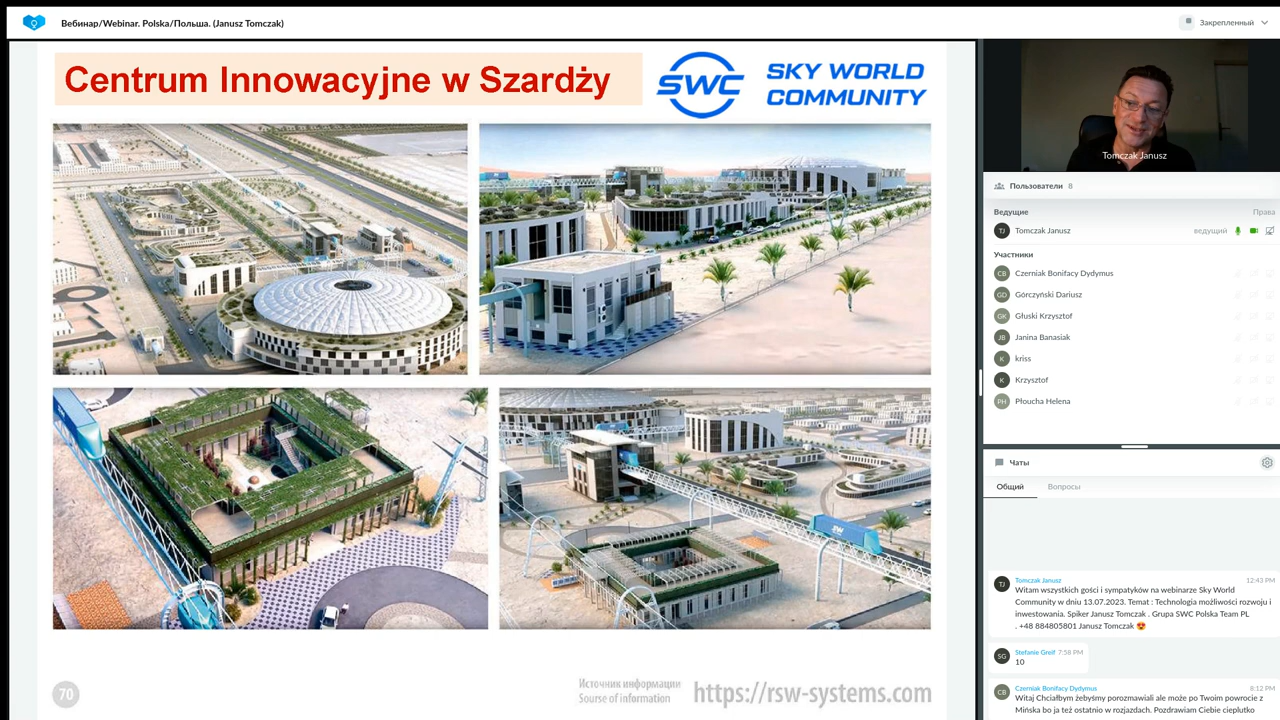 Вебинар/Webinar. Polska/Польша. (Janusz Tomczak)
Закрепленный
Centrum Innowacyjne w Szardży
SWC
SKY WORLD
COMMUNITY
Tomczak Janusz
Пользователи 8
Ведущие
Права
TJ Tomczak Janusz ведущий
Участники
CB Czerniak Bonifacy Dydymus
GD Górczyński Dariusz
GK Głuski Krzysztof
JB Janina Banasiak
K kriss
K Krzysztof
PH Płoucha Helena
Чаты
Общий
Вопросы
TJ
Tomczak Janusz 12:43 PM
Witam wszystkich gości i sympatyków na webinarze Sky World
Community w dniu 13.07.2023. Temat : Technologia możliwości rozwoju i
inwestowania. Spiker Janusz Tomczak . Grupa SWC Polska Team PL
. +48 884805801 Janusz Tomczak 😍
SG
Stefanie Greif 7:58 PM
10
CB
Czerniak Bonifacy Dydymus 8:12 PM
Witaj Chciałbym żebyśmy porozmawiali ale może po Twoim powrocie z
Mińska bo ja też ostatnio w rozjazdach. Pozdrawiam Ciebie cieplutko
70
Источник информации
Sourse of information
https://rsw-systems.com